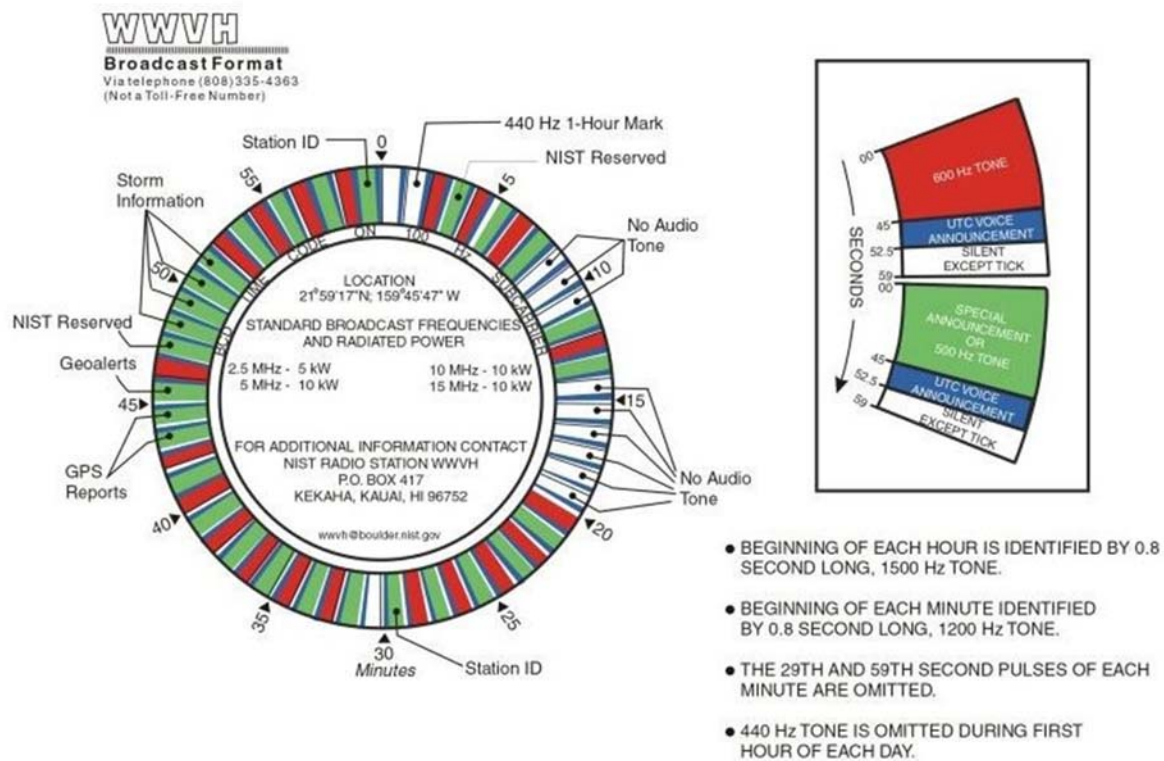 WWVH
Broadcast Format
Via telephone (808)335-4363
(Not a Toll-Free Number)
Station ID
0
440 Hz 1-Hour Mark
NIST Reserved
55
5
Storm
Information
No Audio
Tone
50
10
NIST Reserved
Geoalerts
45
15
GPS
Reports
No Audio
Tone
40
20
35
25
30
Minutes
Station ID
BCD TIME CODE ON 100 Hz SUBCARRIER
LOCATION
21°59'17"N; 159°45'47" W
STANDARD BROADCAST FREQUENCIES
AND RADIATED POWER
2.5 MHz - 5 kW 10 MHz - 10 kW
5 MHz - 10 kW 15 MHz - 10 kW
FOR ADDITIONAL INFORMATION CONTACT
NIST RADIO STATION WWVH
P.O. BOX 417
KEKAHA, KAUAI, HI 96752
wwvh@boulder.nist.gov
SECONDS
00
600 Hz TONE
45
UTC VOICE
ANNOUNCEMENT
52.5
SILENT
EXCEPT TICK
59
00
SPECIAL
ANNOUNCEMENT
OR
500 Hz TONE
45
UTC VOICE
ANNOUNCEMENT
52.5
SILENT
EXCEPT TICK
59
• BEGINNING OF EACH HOUR IS IDENTIFIED BY 0.8
SECOND LONG, 1500 Hz TONE.
• BEGINNING OF EACH MINUTE IDENTIFIED
BY 0.8 SECOND LONG, 1200 Hz TONE.
• THE 29TH AND 59TH SECOND PULSES OF EACH
MINUTE ARE OMITTED.
• 440 Hz TONE IS OMITTED DURING FIRST
HOUR OF EACH DAY.